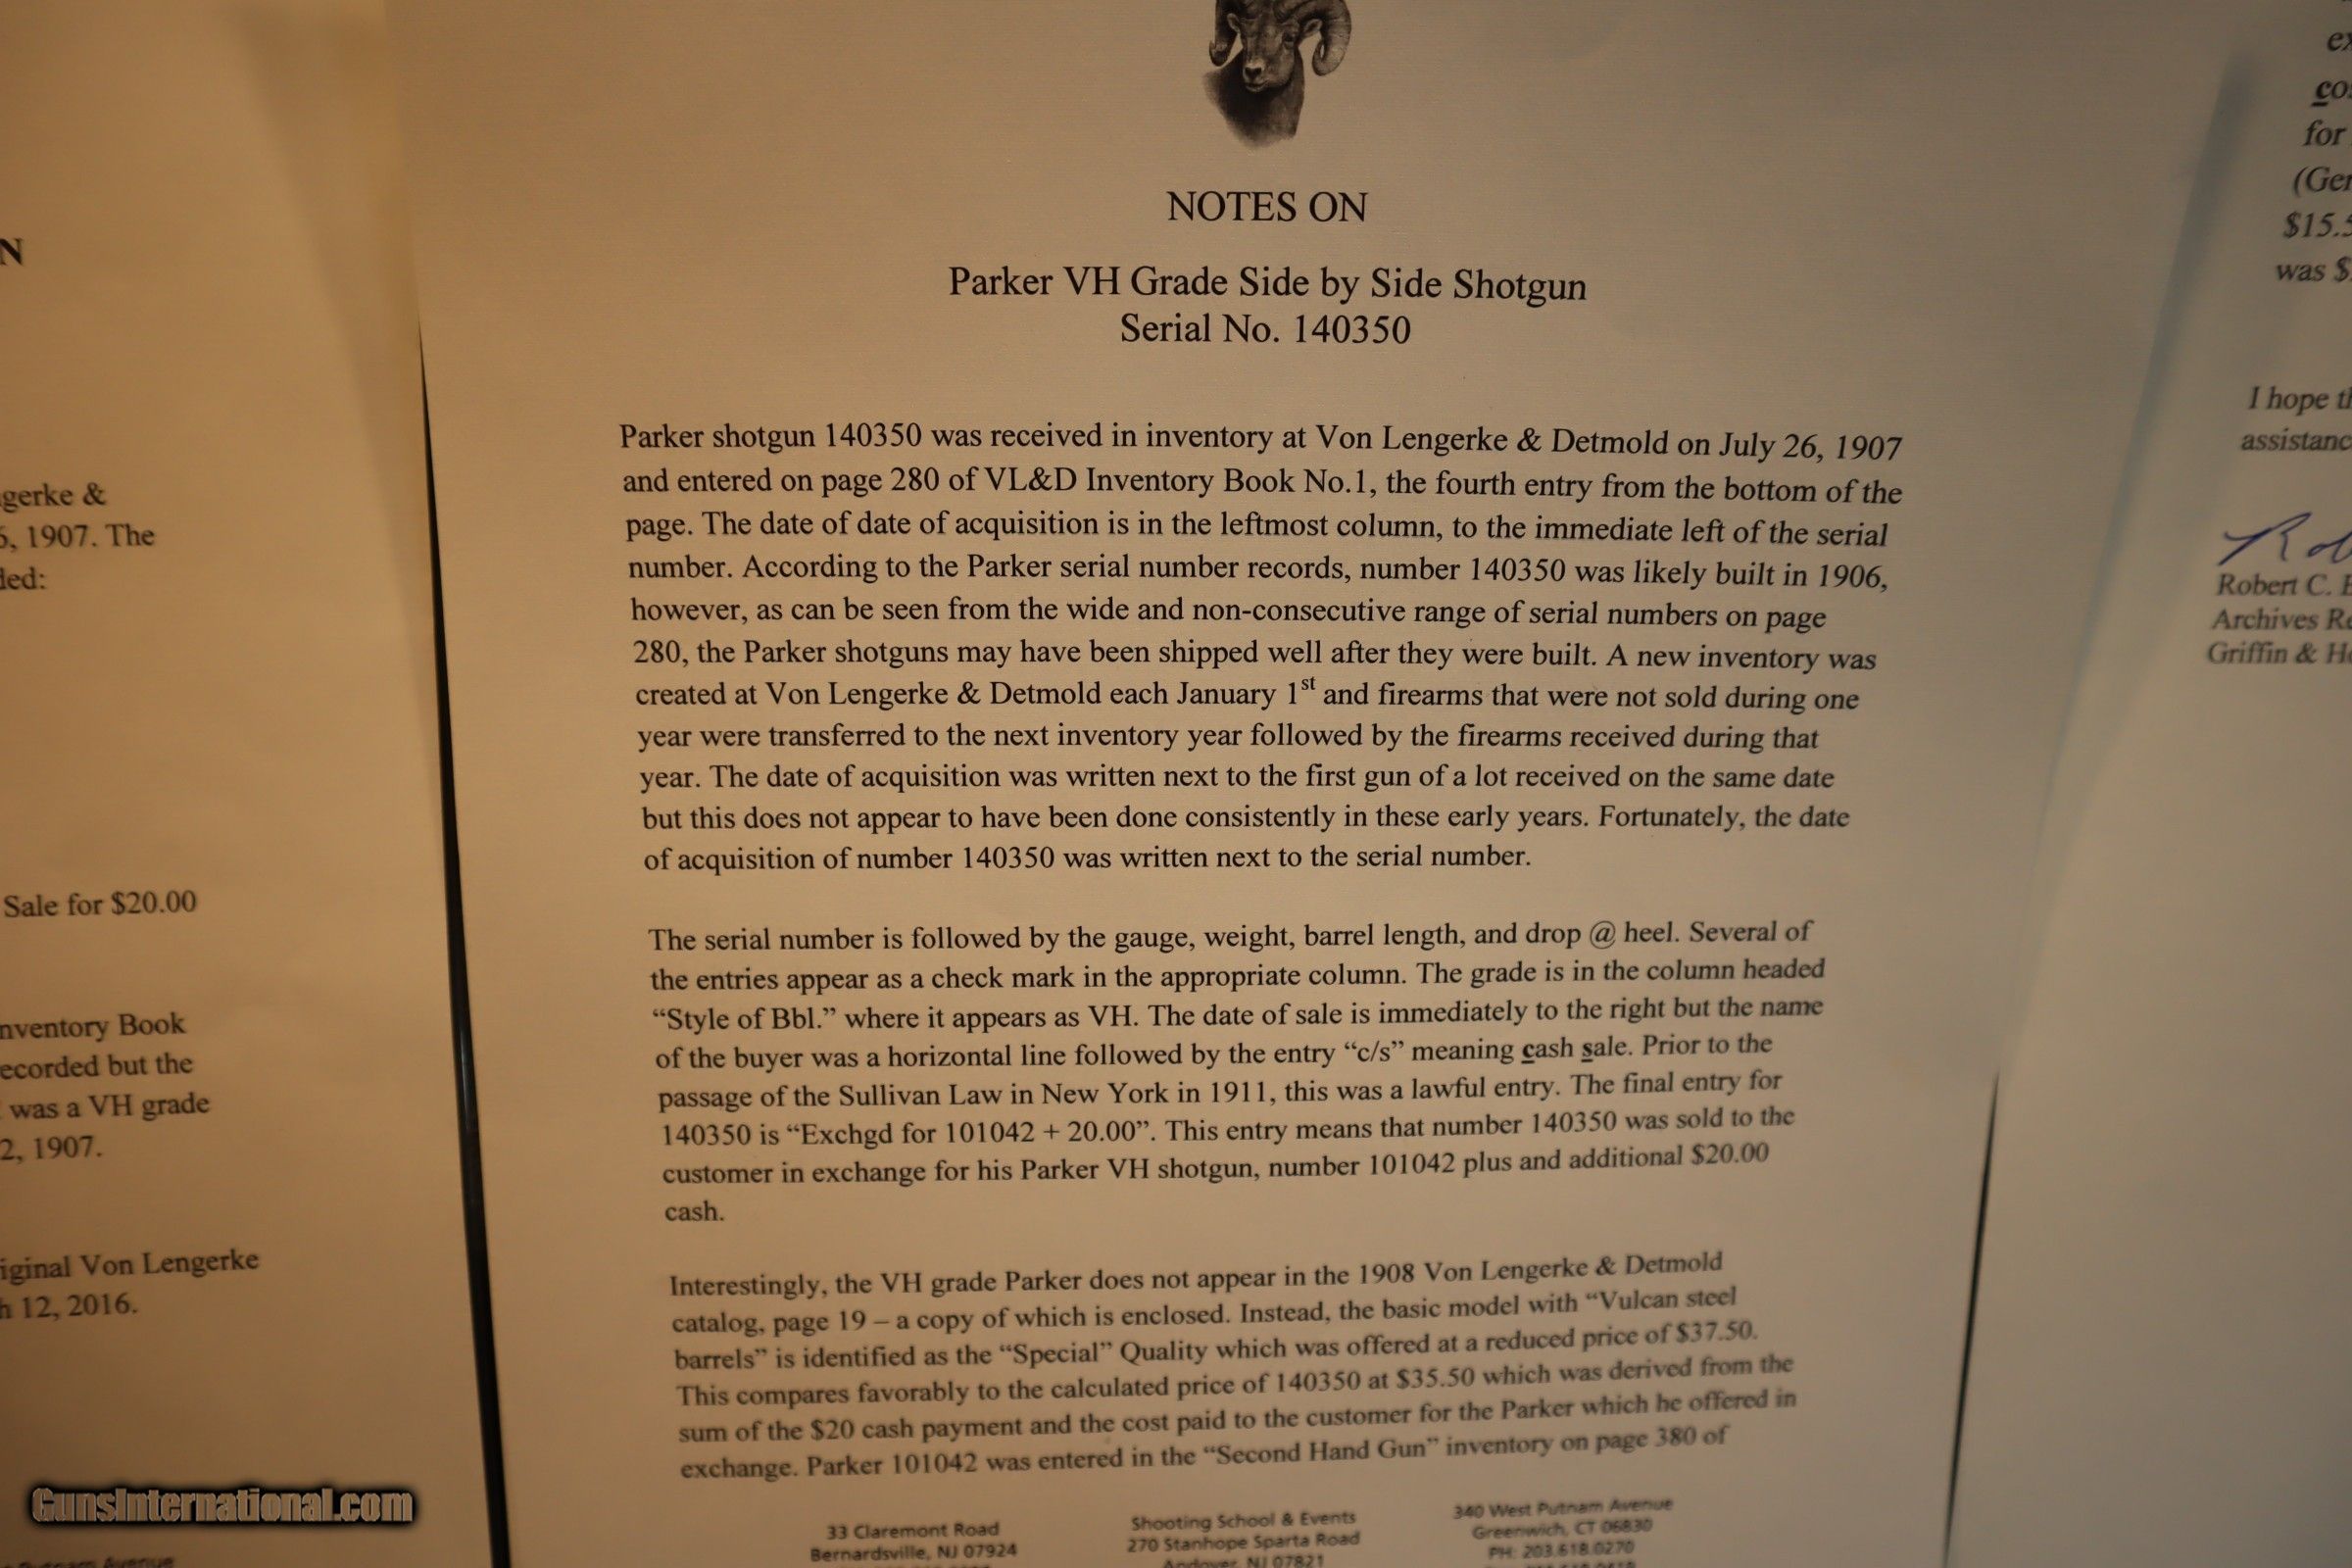 N
gerke &
5, 1907. The
ded:
Sale for $20.00
nventory Book
ecorded but the
was a VH grade
2, 1907.
iginal Von Lengerke
h 12, 2016.
NOTES ON
Parker VH Grade Side by Side Shotgun
Serial No. 140350
Parker shotgun 140350 was received in inventory at Von Lengerke & Detmold on July 26, 1907
and entered on page 280 of VL&D Inventory Book No.1, the fourth entry from the bottom of the
page. The date of date of acquisition is in the leftmost column, to the immediate left of the serial
number. According to the Parker serial number records, number 140350 was likely built in 1906,
however, as can be seen from the wide and non-consecutive range of serial numbers on page
280, the Parker shotguns may have been shipped well after they were built. A new inventory was
created at Von Lengerke & Detmold each January 1st and firearms that were not sold during one
year were transferred to the next inventory year followed by the firearms received during that
year. The date of acquisition was written next to the first gun of a lot received on the same date
but this does not appear to have been done consistently in these early years. Fortunately, the date
of acquisition of number 140350 was written next to the serial number.
The serial number is followed by the gauge, weight, barrel length, and drop @ heel. Several of
the entries appear as a check mark in the appropriate column. The grade is in the column headed
“Style of Bbl.” where it appears as VH. The date of sale is immediately to the right but the name
of the buyer was a horizontal line followed by the entry “c/s” meaning cash sale. Prior to the
passage of the Sullivan Law in New York in 1911, this was a lawful entry. The final entry for
140350 is “Exchgd for 101042 + 20.00”. This entry means that number 140350 was sold to the
customer in exchange for his Parker VH shotgun, number 101042 plus and additional $20.00
cash.
Interestingly, the VH grade Parker does not appear in the 1908 Von Lengerke & Detmold
catalog, page 19 – a copy of which is enclosed. Instead, the basic model with “Vulcan steel
barrels” is identified as the “Special” Quality which was offered at a reduced price of $37.50.
This compares favorably to the calculated price of 140350 at $35.50 which was derived from the
sum of the $20 cash payment and the cost paid to the customer for the Parker which he offered in
exchange. Parker 101042 was entered in the “Second Hand Gun” inventory on page 380 of
33 Claremont Road
Bernardsville, NJ 07924
Shooting School & Events
270 Stanhope Sparta Road
Andover, NJ 07821
340 West Putnam Avenue
Greenwich, CT 06830
PH: 203.618.0270
ex
cos
for
(Ger
$15.5
was $
I hope th
assistanc
Rob
Robert C.
Archives Re
Griffin & Ho
GunsInternational.com
Avenue